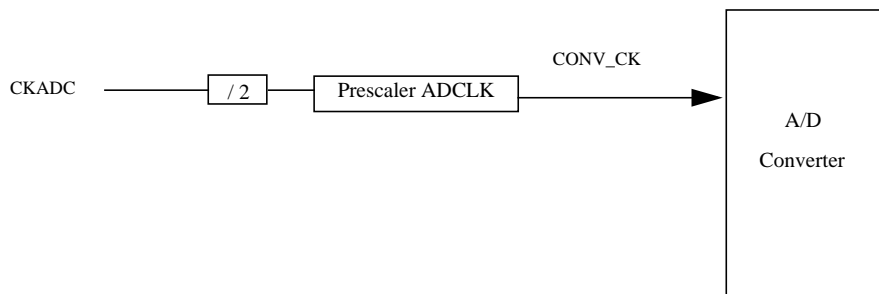 CKADC
/ 2
Prescaler ADCLK
CONV_CK
A/D
Converter